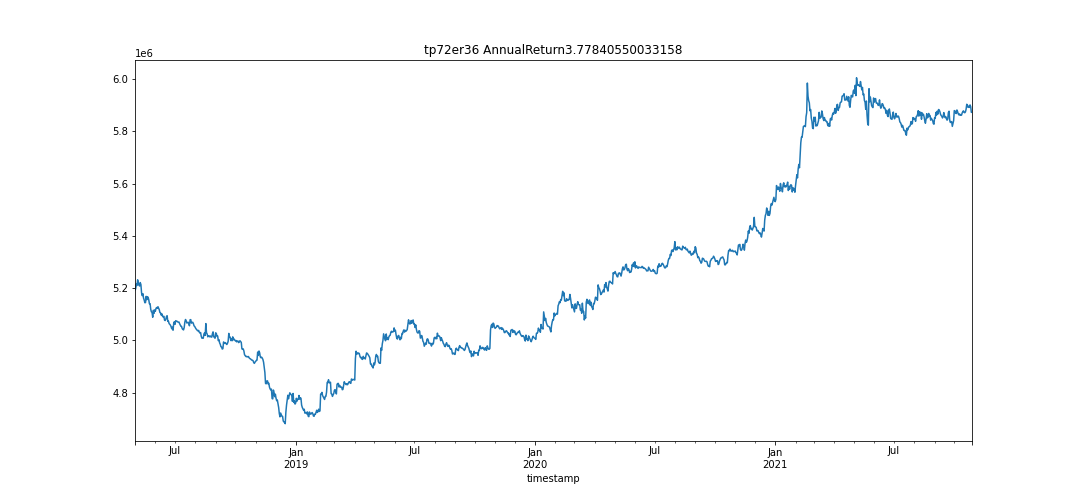 tp72er36 AnnualReturn3.77840550033158
1e6
6.0
5.8
5.6
5.4
5.2
5.0
4.8
Jul Jan Jul Jan Jul Jan Jul
2019 2020 2021
timestamp